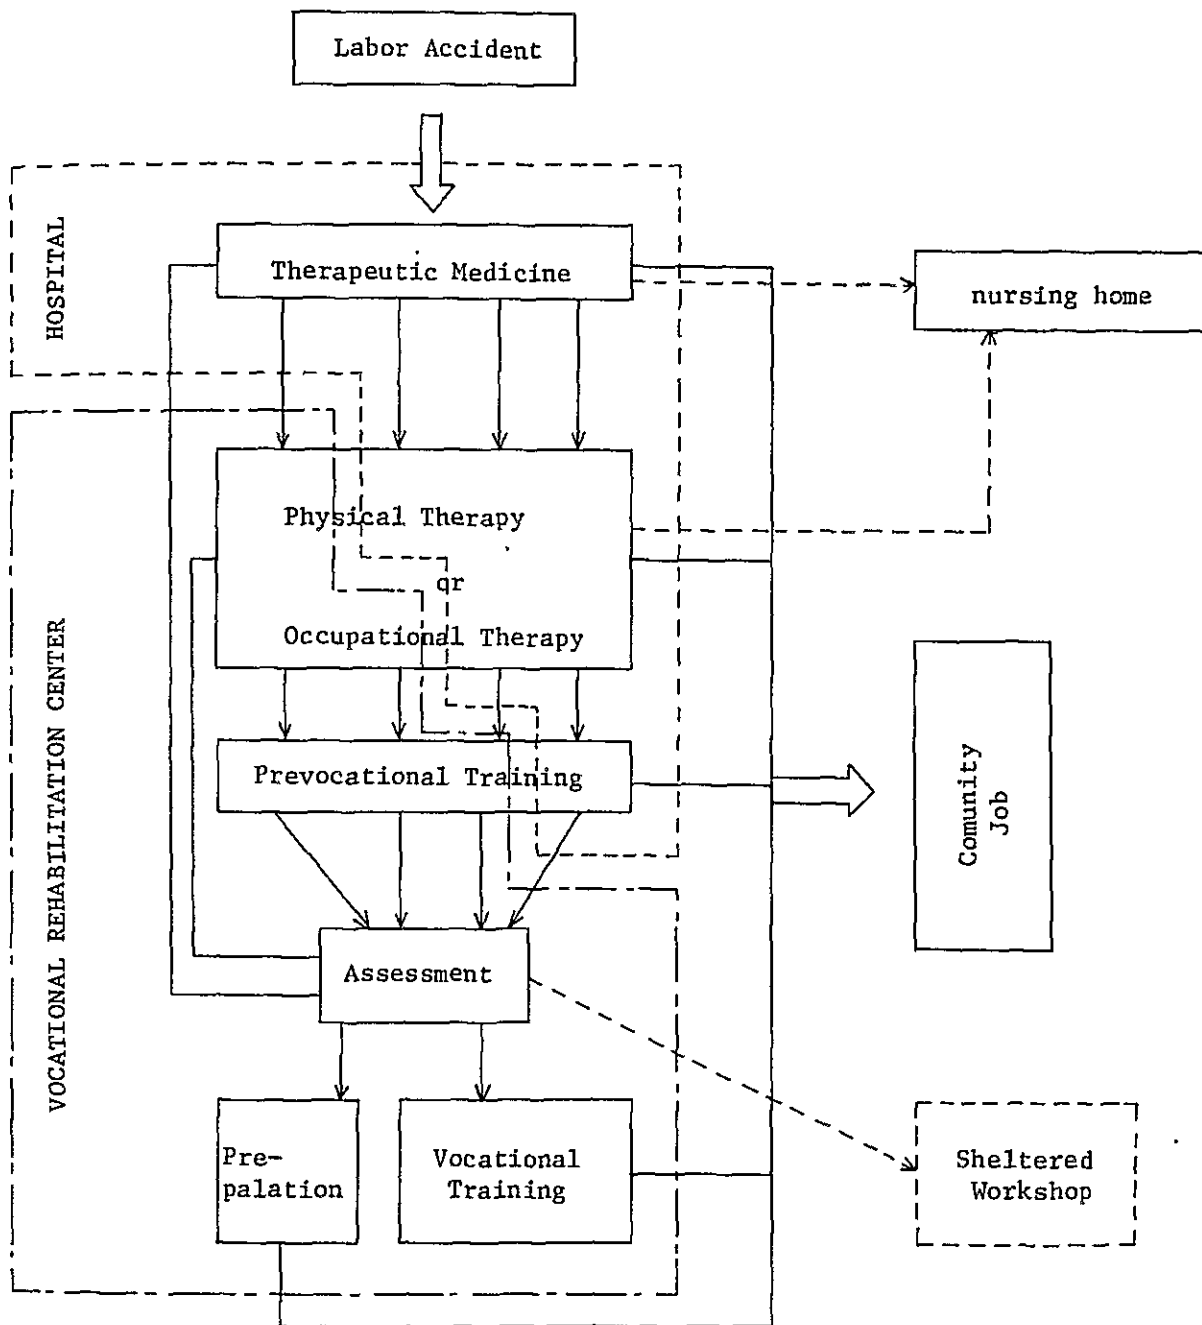 Labor Accident
HOSPITAL
Therapeutic Medicine
nursing home
Physical Therapy
or
Occupational Therapy
VOCATIONAL REHABILITATION CENTER
Prevocational Training
Comunity
Job
Assessment
Pre-
palation
Vocational
Training
Sheltered
Workshop